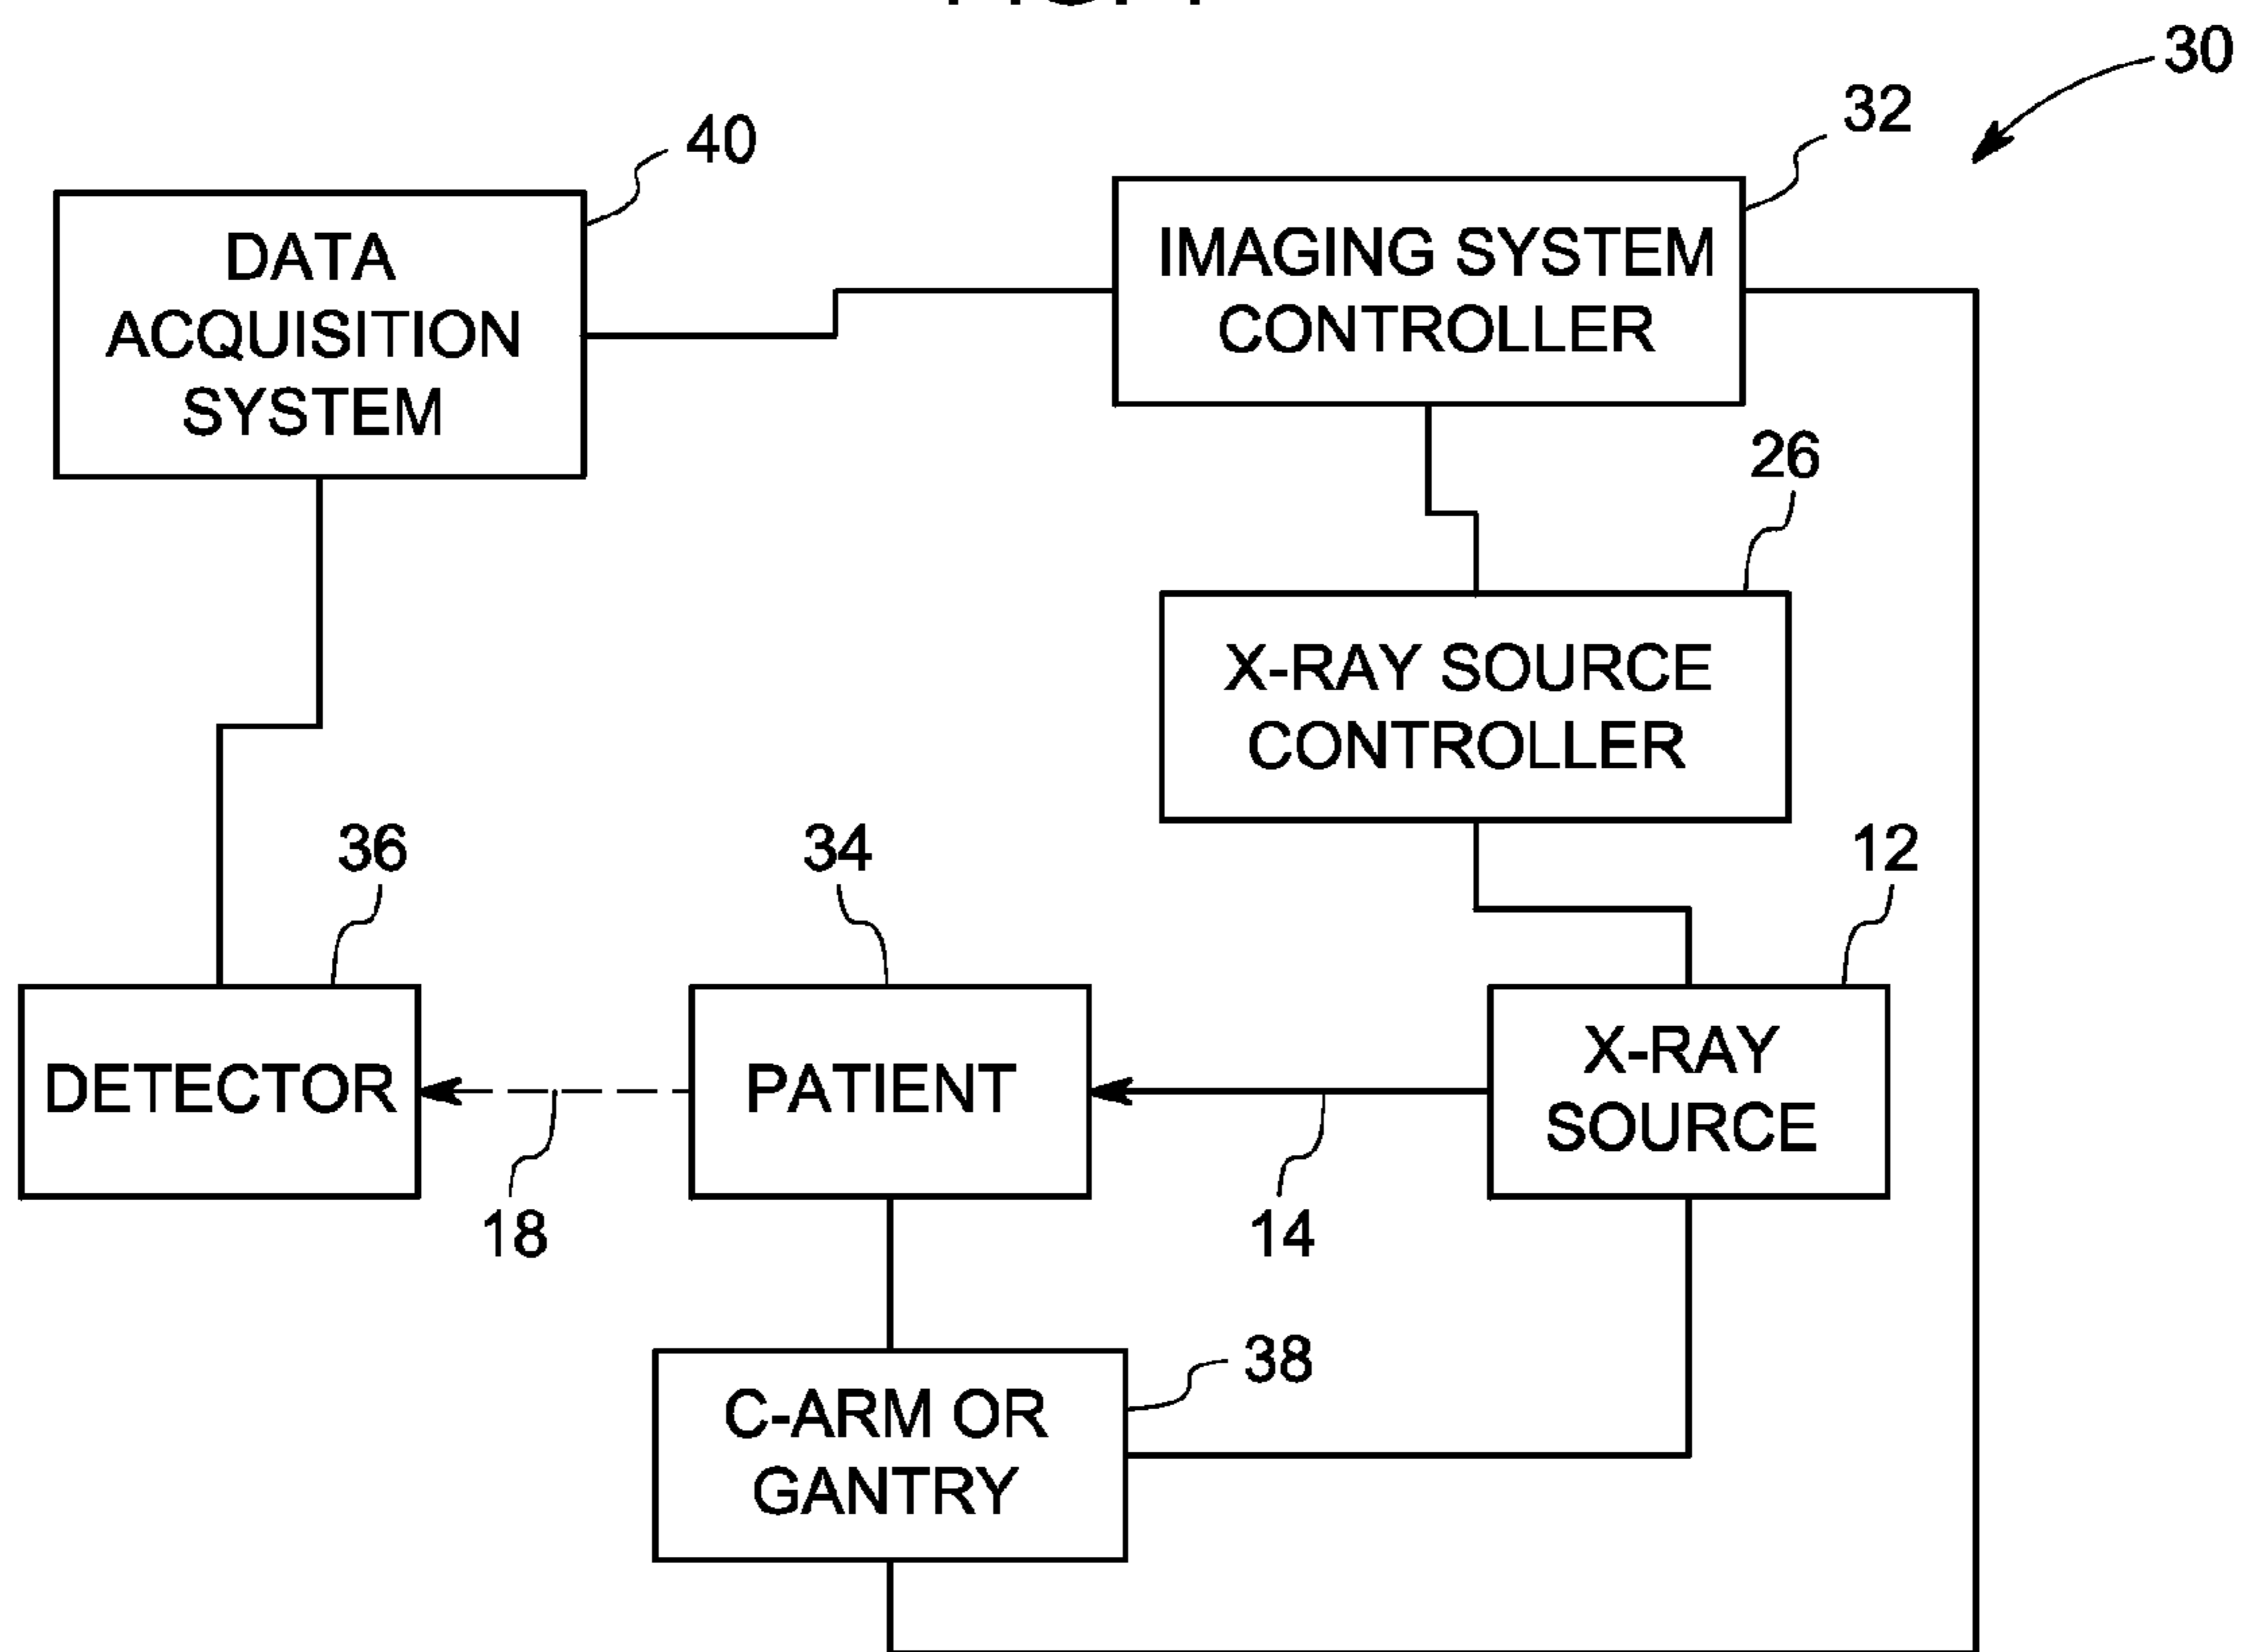 30
32
40
DATA
ACQUISITION
SYSTEM
IMAGING SYSTEM
CONTROLLER
26
X-RAY SOURCE
CONTROLLER
36
34
12
DETECTOR
PATIENT
X-RAY
SOURCE
18
14
38
C-ARM OR
GANTRY